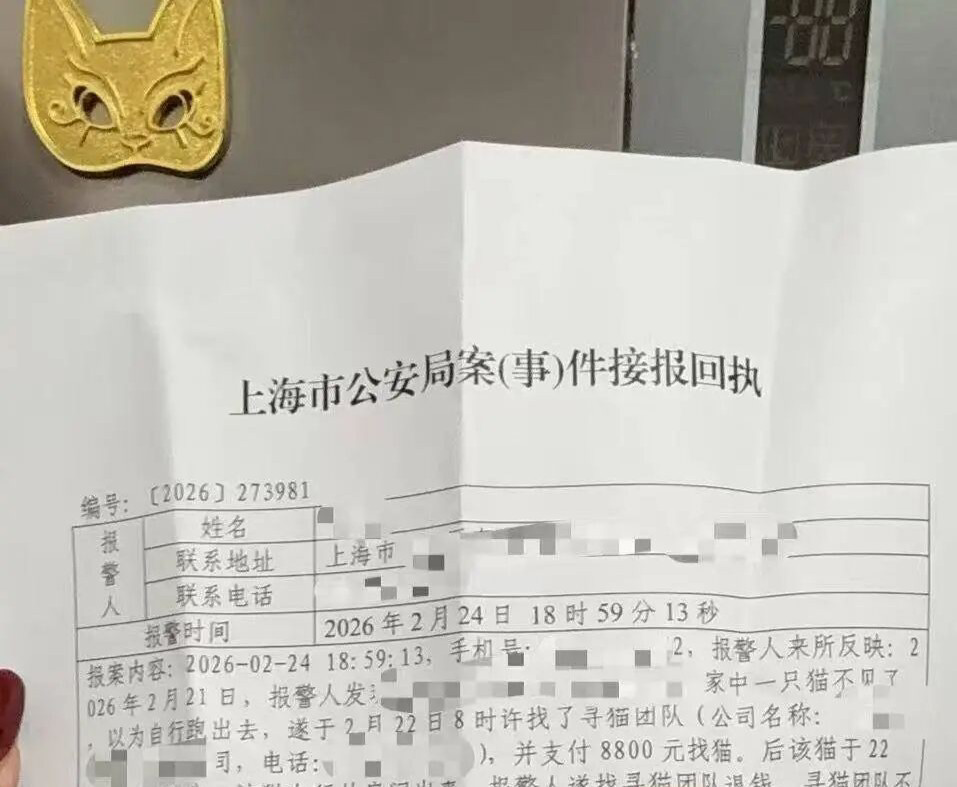 上海市公安局案(事)件接报回执
编号:〔2026〕273981
报警人
姓名
联系地址
上海市
联系电话
报警时间
2026 年 2 月 24 日 18 时 59 分 13 秒
报案内容: 2026-02-24 18:59:13, 手机号: 2, 报警人来所反映: 2
026 年 2 月 21 日, 报警人发 家中一只猫不见了
, 以为自行跑出去, 遂于 2 月 22 日 8 时许找了寻猫团队 (公司名称:
司, 电话: ), 并支付 8800 元找猫。后该猫于 22
报警人遂找寻猫团队退钱, 寻猫团队不